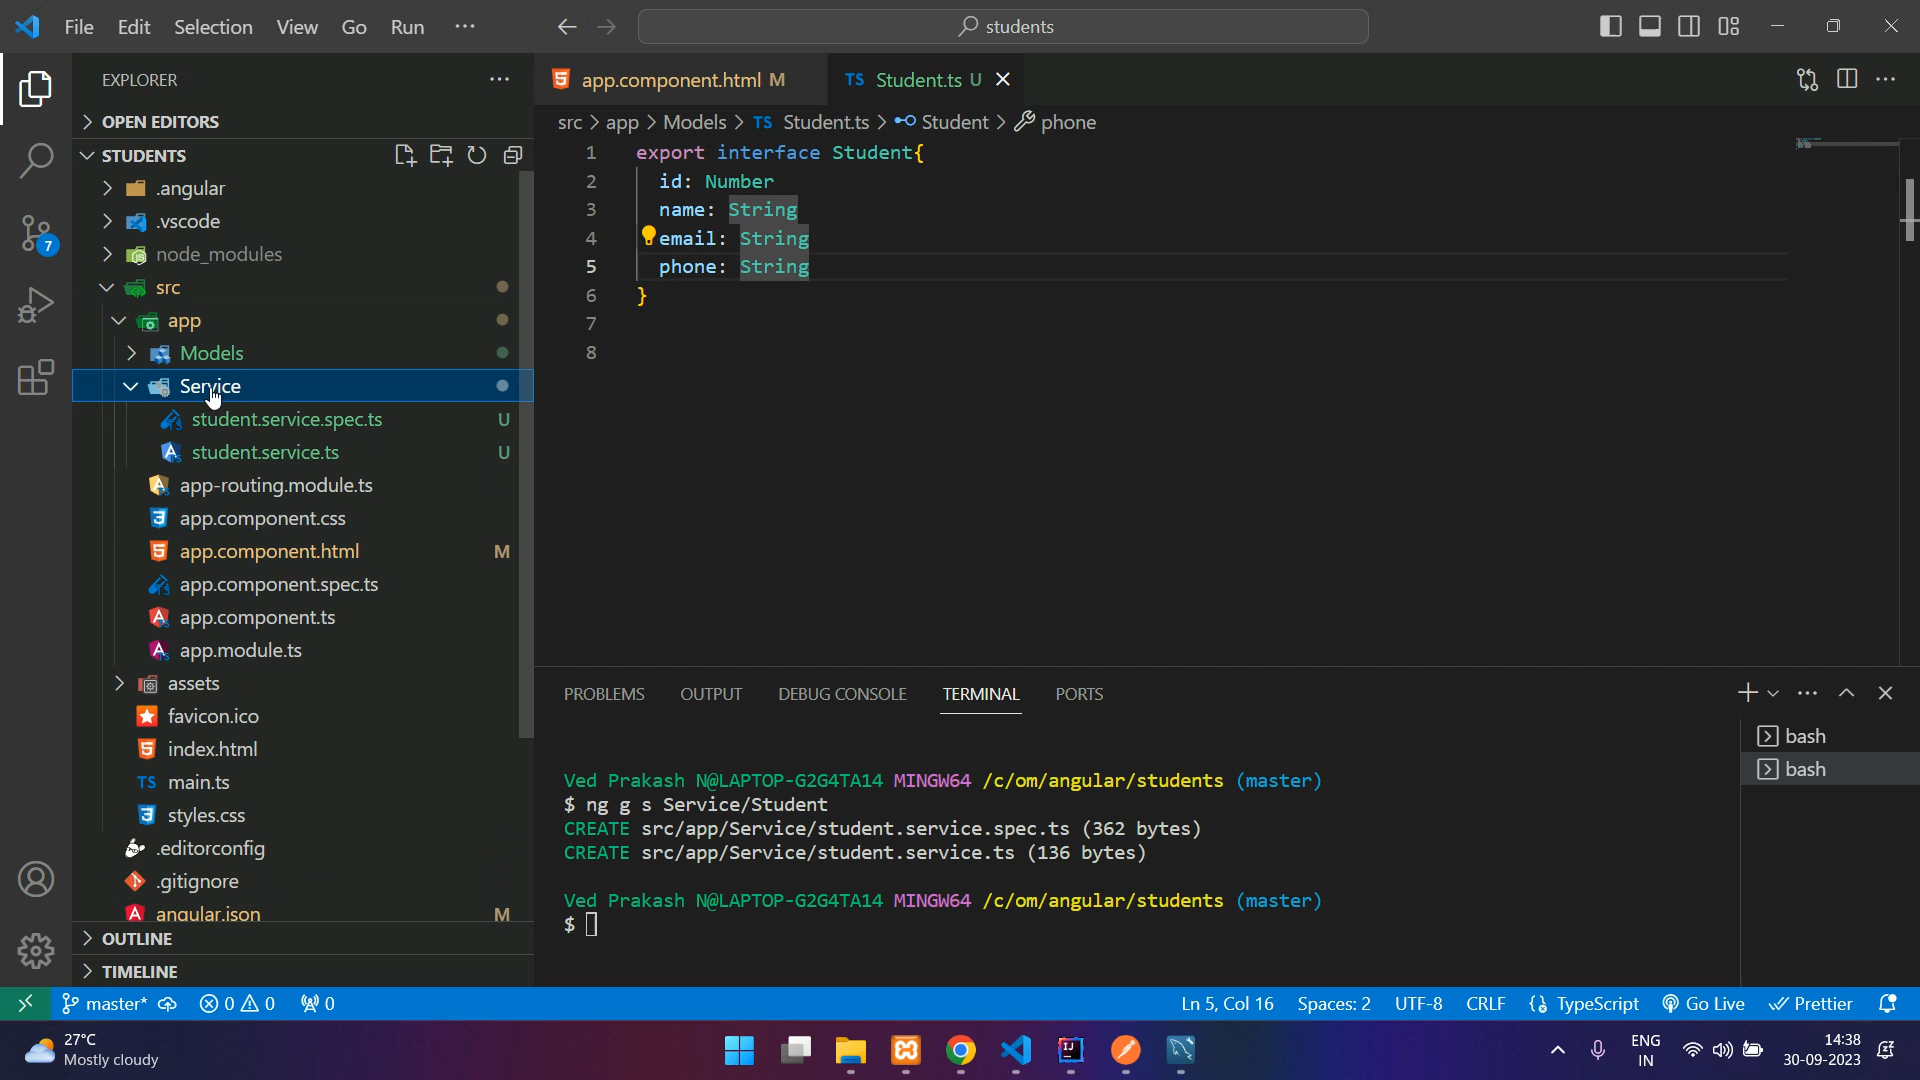 File Edit Selection View Go Run ···
students
EXPLORER
OPEN EDITORS
STUDENTS
.angular
.vscode
node_modules
src
app
Models
Service
student.service.spec.ts U
student.service.ts U
app-routing.module.ts
app.component.css
app.component.html M
app.component.spec.ts
app.component.ts
app.module.ts
assets
favicon.ico
index.html
TS main.ts
styles.css
.editorconfig
.gitignore
angular.json M
OUTLINE
TIMELINE
7
app.component.html M TS Student.ts U
src > app > Models > TS Student.ts > Student > phone
1 export interface Student{
2 id: Number
3 name: String
4 email: String
5 phone: String
6 }
7
8
PROBLEMS OUTPUT DEBUG CONSOLE TERMINAL PORTS
bash
bash
Ved Prakash N@LAPTOP-G2G4TA14 MINGW64 /c/om/angular/students (master)
$ ng g s Service/Student
CREATE src/app/Service/student.service.spec.ts (362 bytes)
CREATE src/app/Service/student.service.ts (136 bytes)
Ved Prakash N@LAPTOP-G2G4TA14 MINGW64 /c/om/angular/students (master)
$
master* 0 0 0 Ln 5, Col 16 Spaces: 2 UTF-8 CRLF {} TypeScript Go Live Prettier
27°C
Mostly cloudy
ENG
IN
14:38
30-09-2023